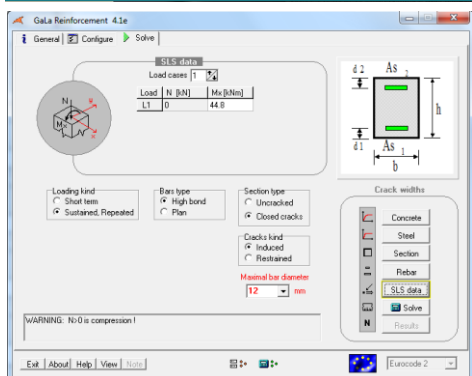 GaLa Reinforcement 4.1e
General Configure Solve
SLS data
Load cases 1
Load N [kN] Mx [kNm]
L1 0 44.8
N
Mx
y
x
d2 As 2
h
d1 As 1
b
Loading kind
Short term
Sustained, Repeated
Bars type
High bond
Plan
Section type
Uncracked
Closed cracks
Cracks kind
Induced
Restrained
Maximal bar diameter
12 mm
Crack widths
Concrete
Steel
Section
Rebar
SLS data
Solve
N Results
WARNING: N>0 is compression !
Exit About Help View Note
Eurocode 2